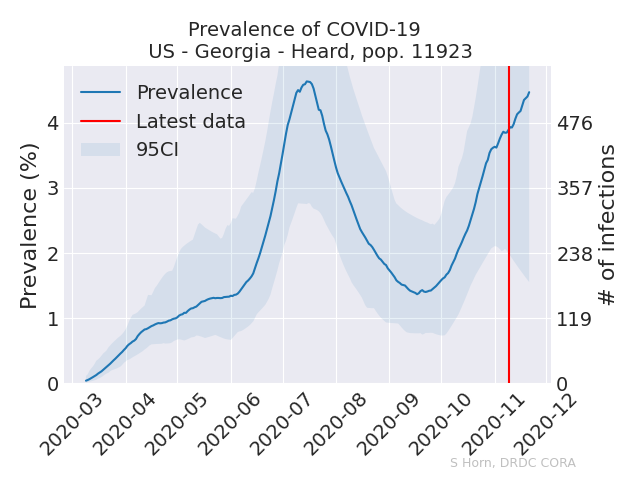 Prevalence of COVID-19
US - Georgia - Heard, pop. 11923
Prevalence
Latest data
95CI
Prevalence (%)
4
3
2
1
0
476
357
238
119
0
# of infections
2020-03
2020-04
2020-05
2020-06
2020-07
2020-08
2020-09
2020-10
2020-11
2020-12
S Horn, DRDC CORA